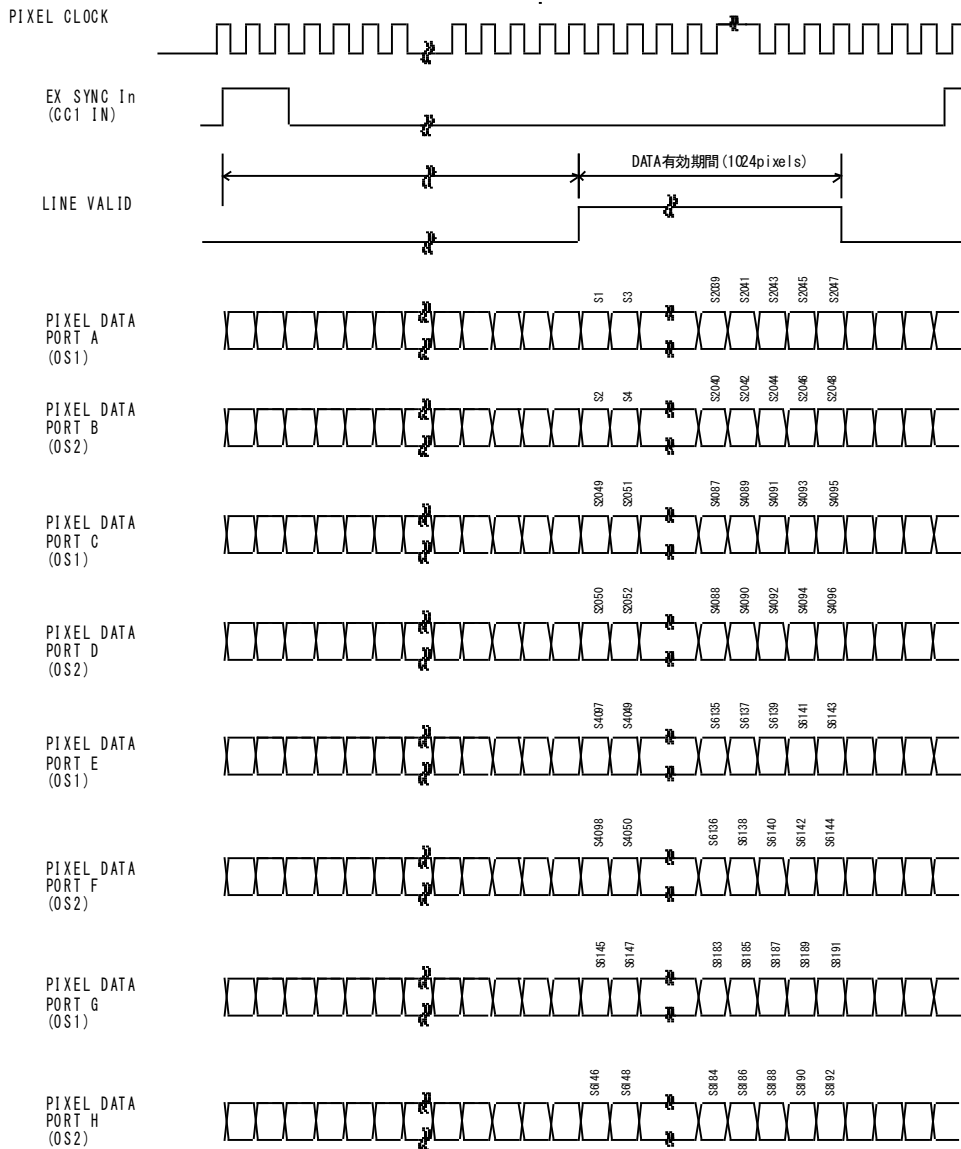 PIXEL CLOCK
EX SYNC In
(CC1 IN)
DATA有効期間(1024pixels)
LINE VALID
S1 S3 S2039 S2041 S2043 S2045 S2047
PIXEL DATA
PORT A
(OS1)
S2 S4 S2040 S2042 S2044 S2046 S2048
PIXEL DATA
PORT B
(OS2)
S2049 S2051 S4087 S4089 S4091 S4093 S4095
PIXEL DATA
PORT C
(OS1)
S2050 S2052 S4088 S4090 S4092 S4094 S4096
PIXEL DATA
PORT D
(OS2)
S4097 S4049 S6135 S6137 S6139 S6141 S6143
PIXEL DATA
PORT E
(OS1)
S4098 S4050 S6136 S6138 S6140 S6142 S6144
PIXEL DATA
PORT F
(OS2)
S6145 S6147 S8183 S8185 S8187 S8189 S8191
PIXEL DATA
PORT G
(OS1)
S6146 S6148 S8184 S8186 S8188 S8190 S8192
PIXEL DATA
PORT H
(OS2)